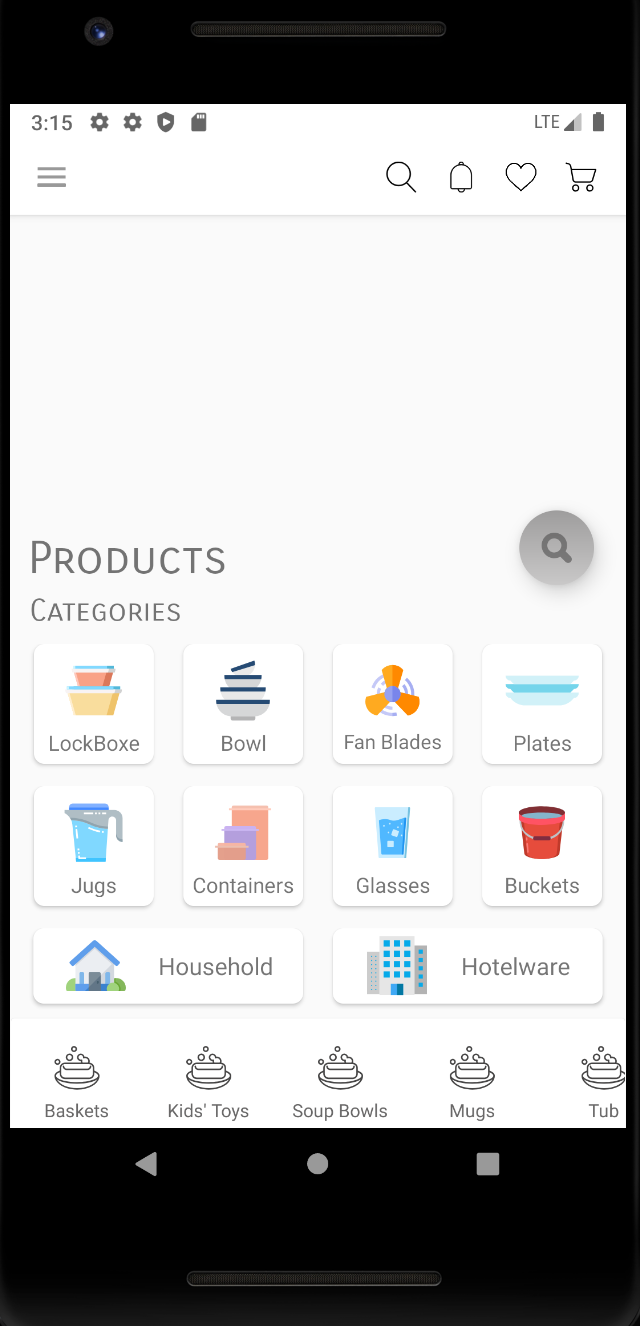 3:15 LTE
Products
Categories
LockBoxe Bowl Fan Blades Plates
Jugs Containers Glasses Buckets
Household Hotelware
Baskets Kids' Toys Soup Bowls Mugs Tub